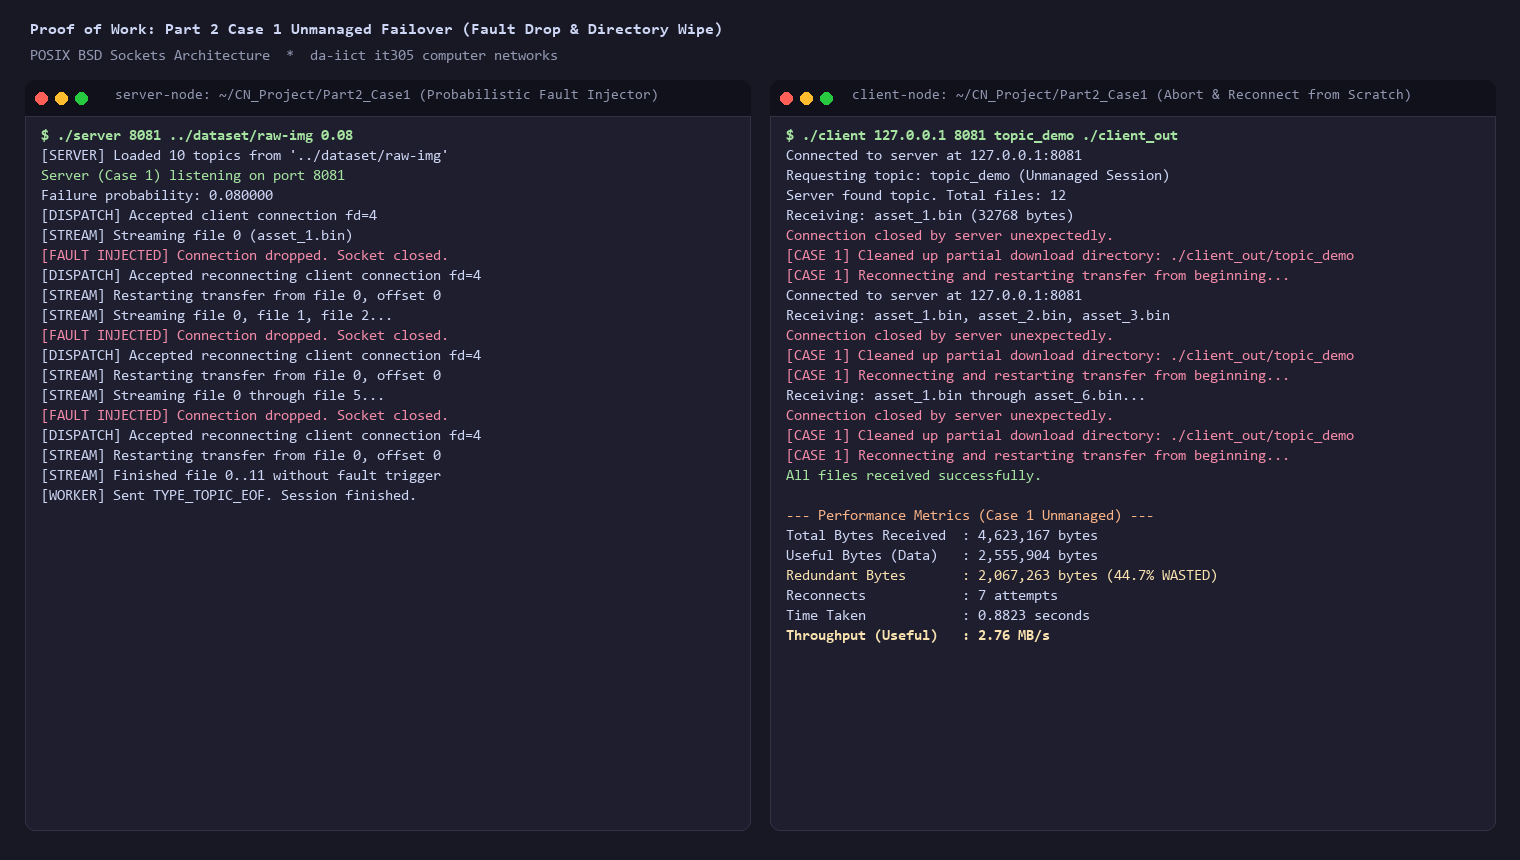 Proof of Work: Part 2 Case 1 Unmanaged Failover (Fault Drop & Directory Wipe)
POSIX BSD Sockets Architecture * da-iict it305 computer networks
server-node: ~/CN_Project/Part2_Case1 (Probabilistic Fault Injector)
$ ./server 8081 ../dataset/raw-img 0.08
[SERVER] Loaded 10 topics from '../dataset/raw-img'
Server (Case 1) listening on port 8081
Failure probability: 0.080000
[DISPATCH] Accepted client connection fd=4
[STREAM] Streaming file 0 (asset_1.bin)
[FAULT INJECTED] Connection dropped. Socket closed.
[DISPATCH] Accepted reconnecting client connection fd=4
[STREAM] Restarting transfer from file 0, offset 0
[STREAM] Streaming file 0, file 1, file 2...
[FAULT INJECTED] Connection dropped. Socket closed.
[DISPATCH] Accepted reconnecting client connection fd=4
[STREAM] Restarting transfer from file 0, offset 0
[STREAM] Streaming file 0 through file 5...
[FAULT INJECTED] Connection dropped. Socket closed.
[DISPATCH] Accepted reconnecting client connection fd=4
[STREAM] Restarting transfer from file 0, offset 0
[STREAM] Finished file 0..11 without fault trigger
[WORKER] Sent TYPE_TOPIC_EOF. Session finished.
client-node: ~/CN_Project/Part2_Case1 (Abort & Reconnect from Scratch)
$ ./client 127.0.0.1 8081 topic_demo ./client_out
Connected to server at 127.0.0.1:8081
Requesting topic: topic_demo (Unmanaged Session)
Server found topic. Total files: 12
Receiving: asset_1.bin (32768 bytes)
Connection closed by server unexpectedly.
[CASE 1] Cleaned up partial download directory: ./client_out/topic_demo
[CASE 1] Reconnecting and restarting transfer from beginning...
Connected to server at 127.0.0.1:8081
Receiving: asset_1.bin, asset_2.bin, asset_3.bin
Connection closed by server unexpectedly.
[CASE 1] Cleaned up partial download directory: ./client_out/topic_demo
[CASE 1] Reconnecting and restarting transfer from beginning...
Receiving: asset_1.bin through asset_6.bin...
Connection closed by server unexpectedly.
[CASE 1] Cleaned up partial download directory: ./client_out/topic_demo
[CASE 1] Reconnecting and restarting transfer from beginning...
All files received successfully.
--- Performance Metrics (Case 1 Unmanaged) ---
Total Bytes Received : 4,623,167 bytes
Useful Bytes (Data) : 2,555,904 bytes
Redundant Bytes : 2,067,263 bytes (44.7% WASTED)
Reconnects : 7 attempts
Time Taken : 0.8823 seconds
Throughput (Useful) : 2.76 MB/s